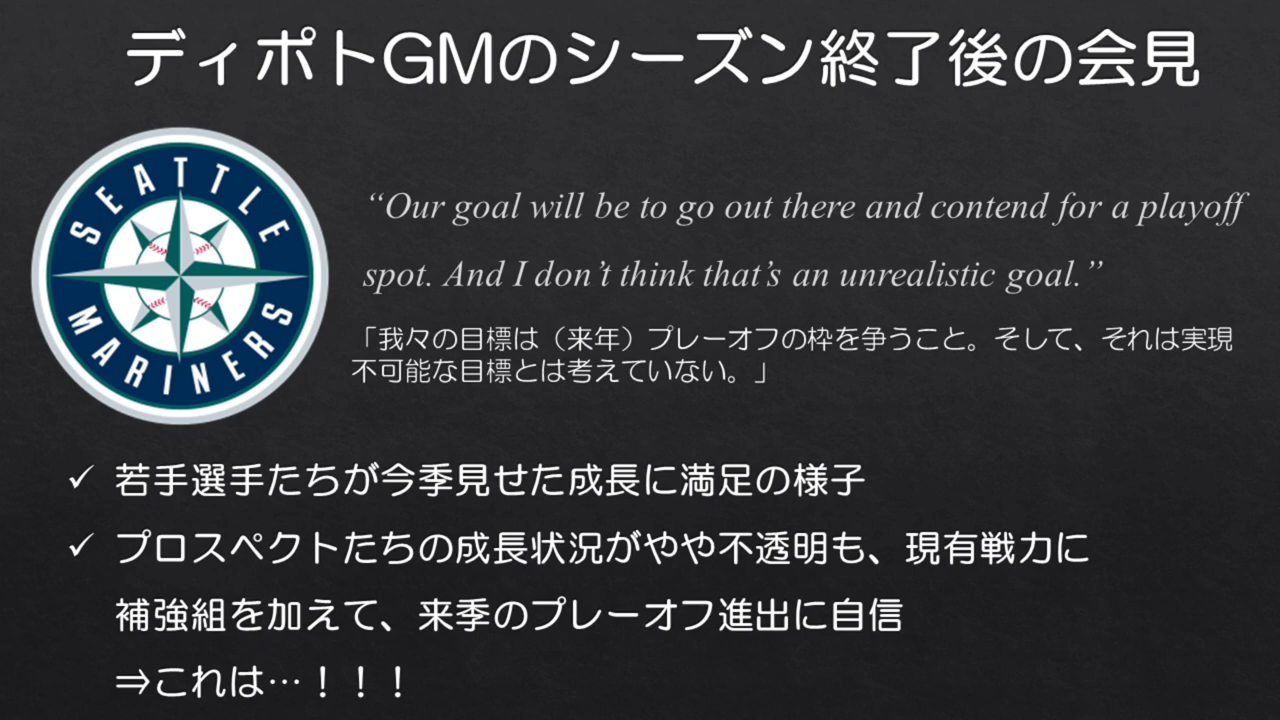 ディポトGMのシーズン終了後の会見
SEATTLE
MARINERS
“Our goal will be to go out there and contend for a playoff
spot. And I don’t think that’s an unrealistic goal.”
「我々の目標は（来年）プレーオフの枠を争うこと。そして、それは実現
不可能な目標とは考えていない。」
✓ 若手選手たちが今季見せた成長に満足の様子
✓ プロスペクトたちの成長状況がやや不透明も、現有戦力に
補強組を加えて、来季のプレーオフ進出に自信
⇒これは…！！！